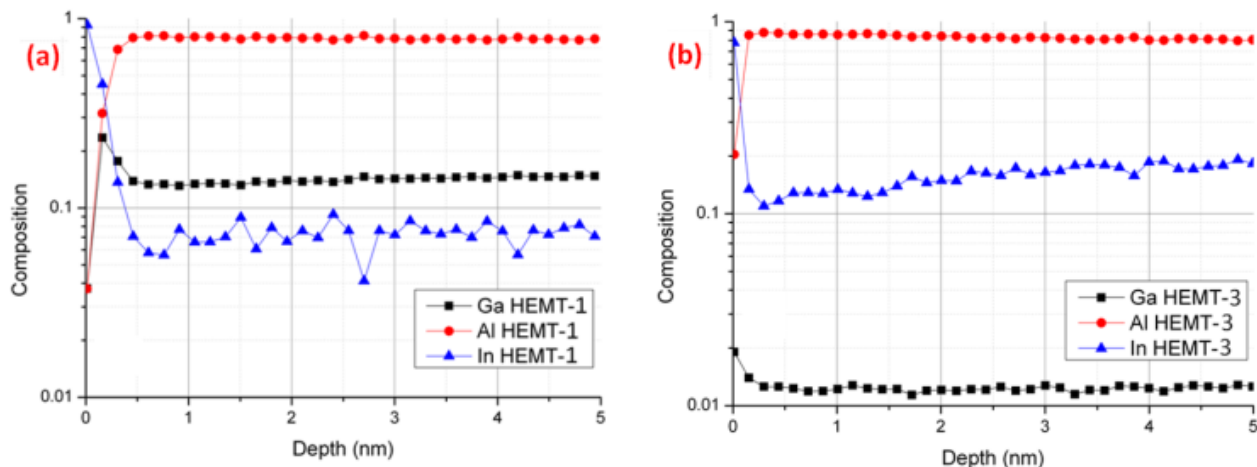 (a)
1
0.1
0.01
Composition
0 1 2 3 4 5
Depth (nm)
Ga HEMT-1
Al HEMT-1
In HEMT-1
(b)
1
0.1
0.01
Composition
0 1 2 3 4 5
Depth (nm)
Ga HEMT-3
Al HEMT-3
In HEMT-3